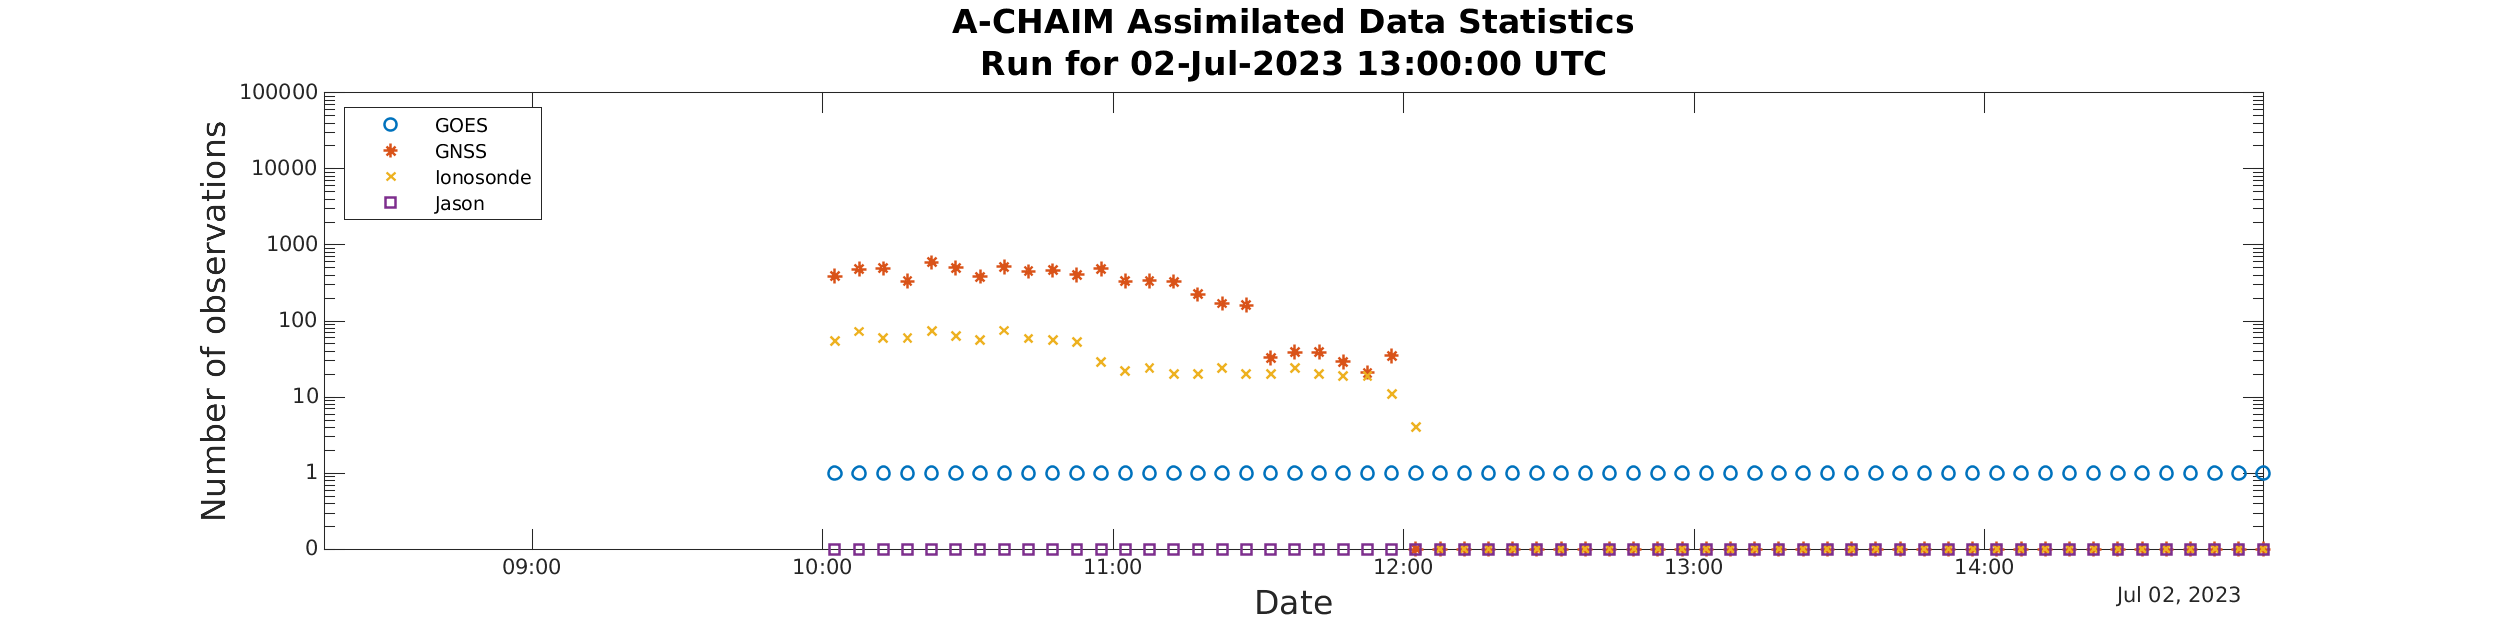 A-CHAIM Assimilated Data Statistics
Run for 02-Jul-2023 13:00:00 UTC
100000
10000
1000
100
10
1
0
Number of observations
GOES
GNSS
Ionosonde
Jason
09:00
10:00
11:00
12:00
13:00
14:00
Date
Jul 02, 2023